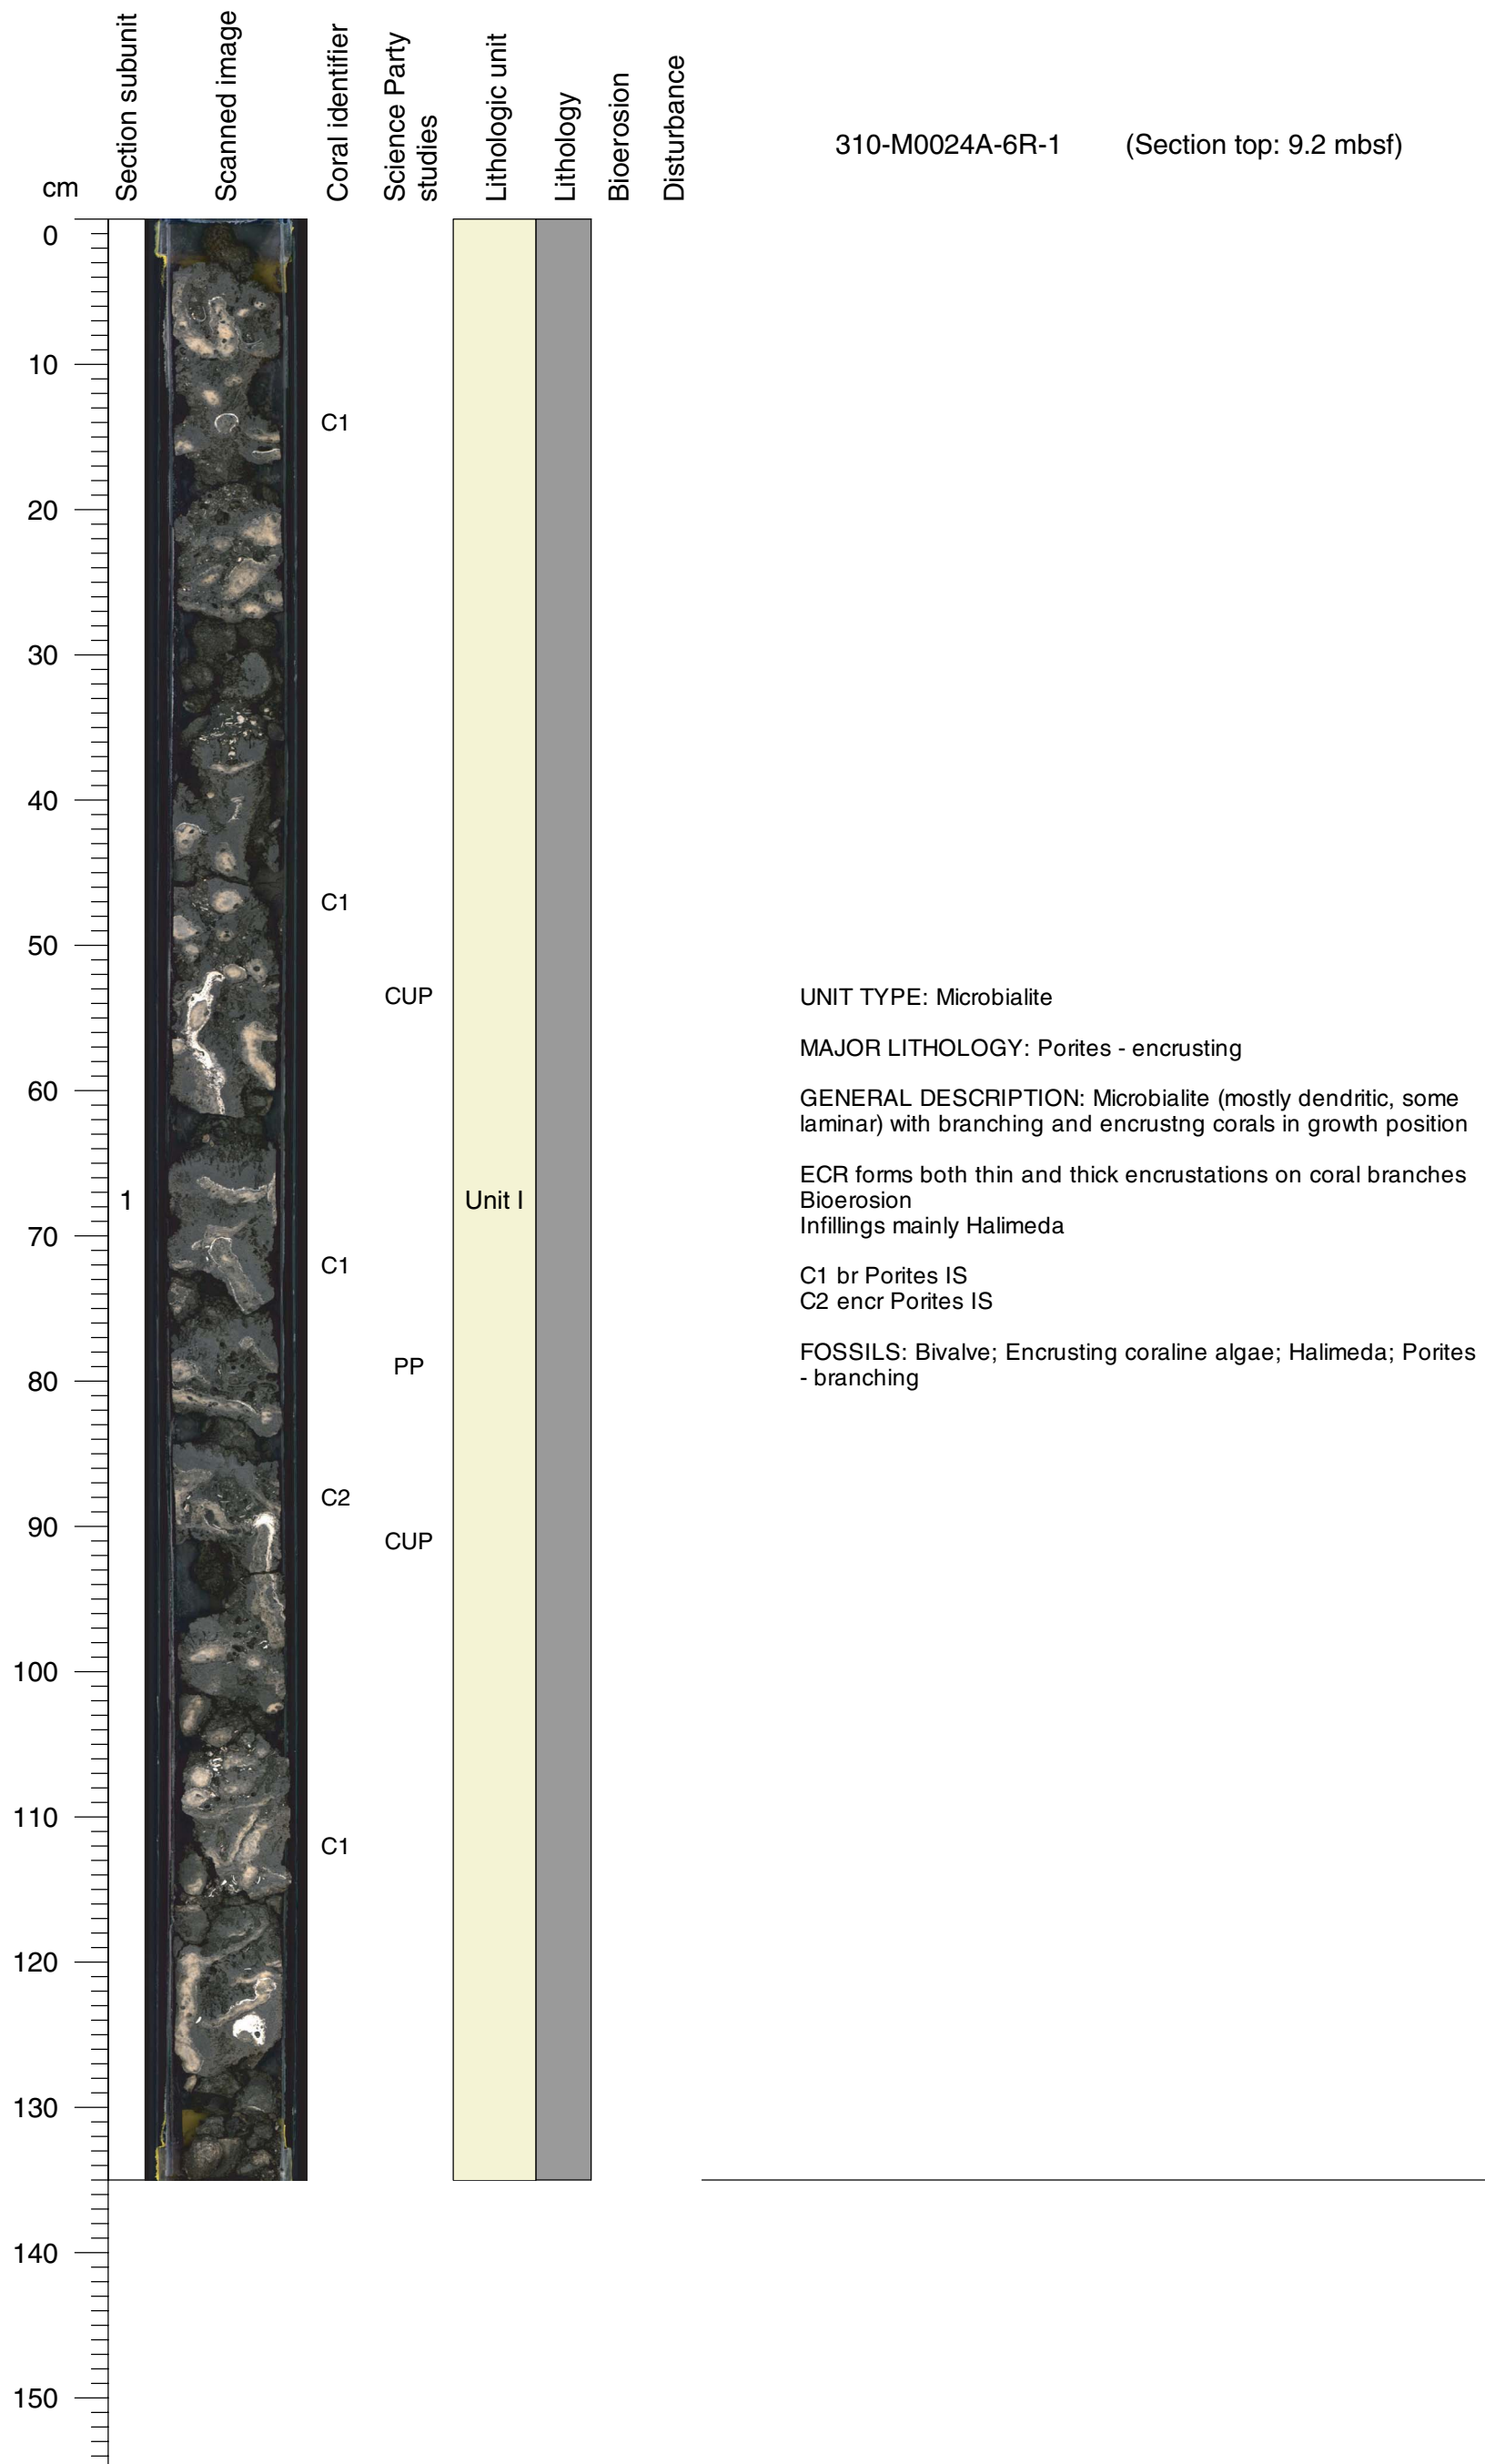 cm
Section subunit
Scanned image
Coral identifier
Science Party
studies
Lithologic unit
Lithology
Bioerosion
Disturbance
310-M0024A-6R-1 (Section top: 9.2 mbsf)
0
10
C1
20
30
40
C1
50
CUP
60
1
Unit I
70
C1
PP
80
C2
90
CUP
100
110
C1
120
130
140
150
UNIT TYPE: Microbialite
MAJOR LITHOLOGY: Porites - encrusting
GENERAL DESCRIPTION: Microbialite (mostly dendritic, some
laminar) with branching and encrustng corals in growth position
ECR forms both thin and thick encrustations on coral branches
Bioerosion
Infillings mainly Halimeda
C1 br Porites IS
C2 encr Porites IS
FOSSILS: Bivalve; Encrusting coraline algae; Halimeda; Porites
- branching